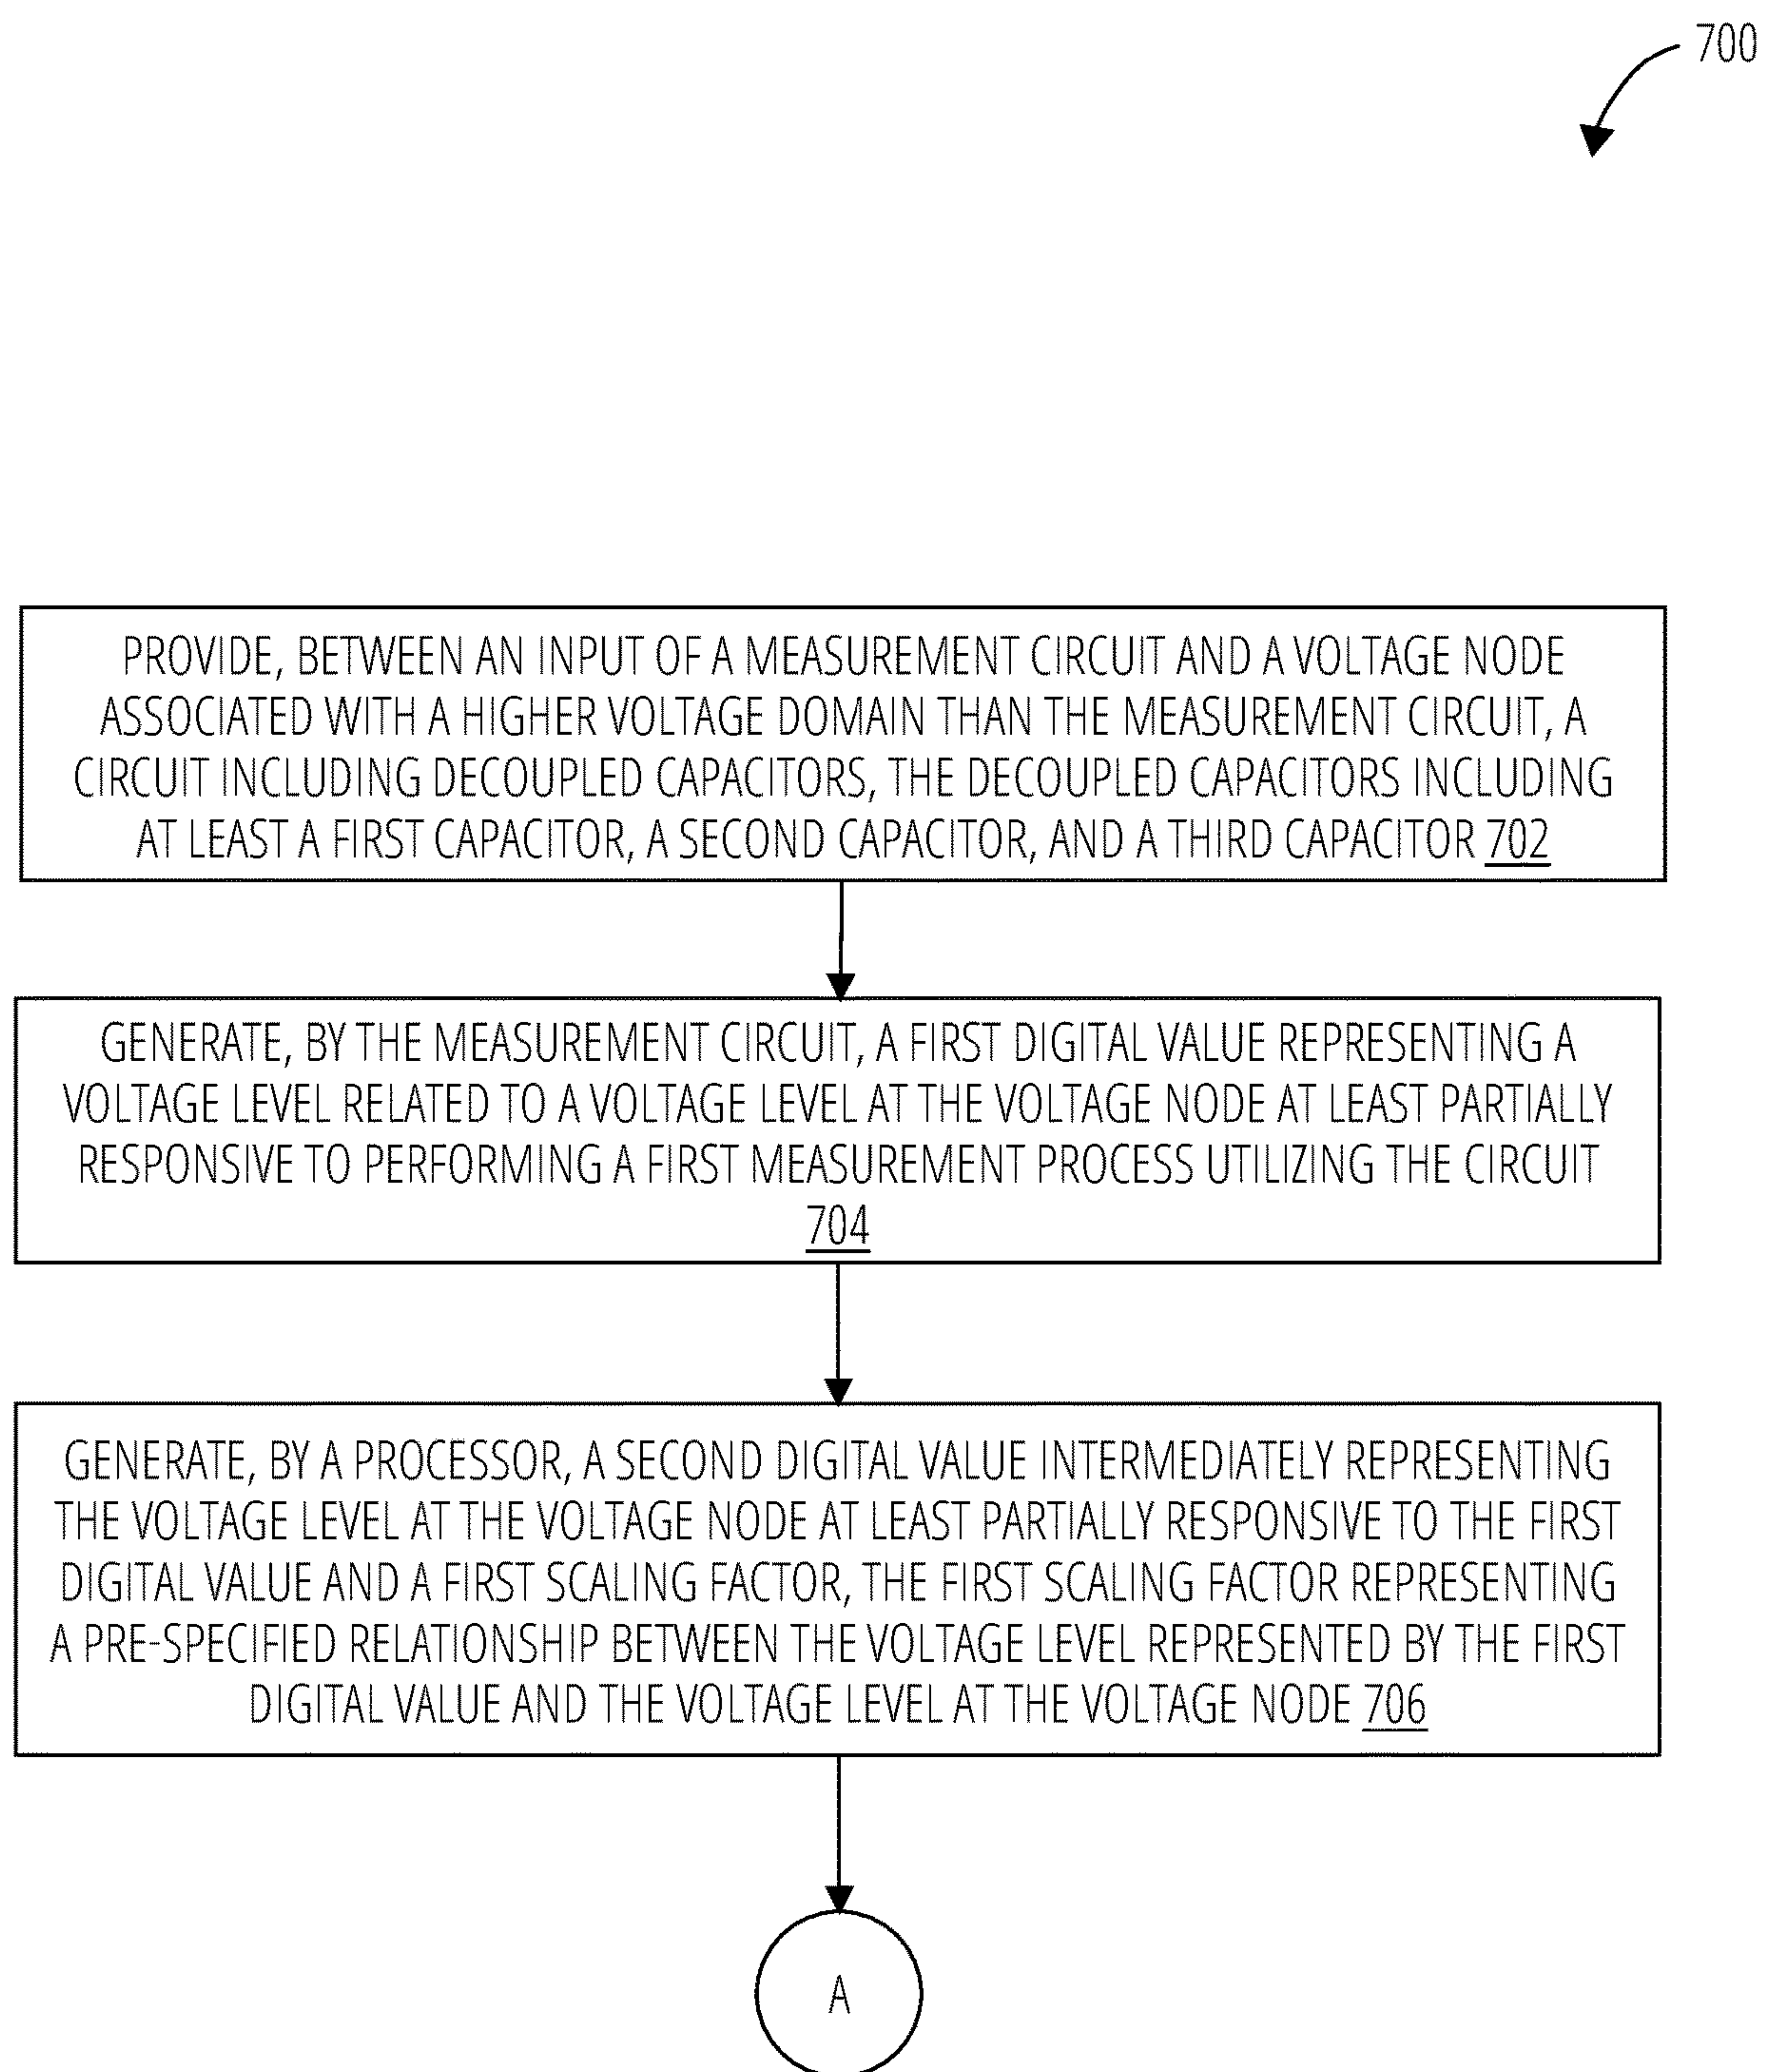 700
PROVIDE, BETWEEN AN INPUT OF A MEASUREMENT CIRCUIT AND A VOLTAGE NODE
ASSOCIATED WITH A HIGHER VOLTAGE DOMAIN THAN THE MEASUREMENT CIRCUIT, A
CIRCUIT INCLUDING DECOUPLED CAPACITORS, THE DECOUPLED CAPACITORS INCLUDING
AT LEAST A FIRST CAPACITOR, A SECOND CAPACITOR, AND A THIRD CAPACITOR 702
GENERATE, BY THE MEASUREMENT CIRCUIT, A FIRST DIGITAL VALUE REPRESENTING A
VOLTAGE LEVEL RELATED TO A VOLTAGE LEVEL AT THE VOLTAGE NODE AT LEAST PARTIALLY
RESPONSIVE TO PERFORMING A FIRST MEASUREMENT PROCESS UTILIZING THE CIRCUIT
704
GENERATE, BY A PROCESSOR, A SECOND DIGITAL VALUE INTERMEDIATELY REPRESENTING
THE VOLTAGE LEVEL AT THE VOLTAGE NODE AT LEAST PARTIALLY RESPONSIVE TO THE FIRST
DIGITAL VALUE AND A FIRST SCALING FACTOR, THE FIRST SCALING FACTOR REPRESENTING
A PRE-SPECIFIED RELATIONSHIP BETWEEN THE VOLTAGE LEVEL REPRESENTED BY THE FIRST
DIGITAL VALUE AND THE VOLTAGE LEVEL AT THE VOLTAGE NODE 706
A